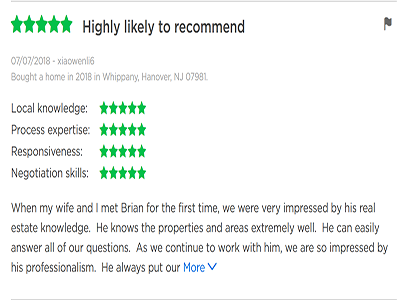 Highly likely to recommend
07/07/2018 - xiaowenli6
Bought a home in 2018 in Whippany, Hanover, NJ 07981.
Local knowledge:
Process expertise:
Responsiveness:
Negotiation skills:
When my wife and I met Brian for the first time, we were very impressed by his real
estate knowledge. He knows the properties and areas extremely well. He can easily
answer all of our questions. As we continue to work with him, we are so impressed by
his professionalism. He always put our More